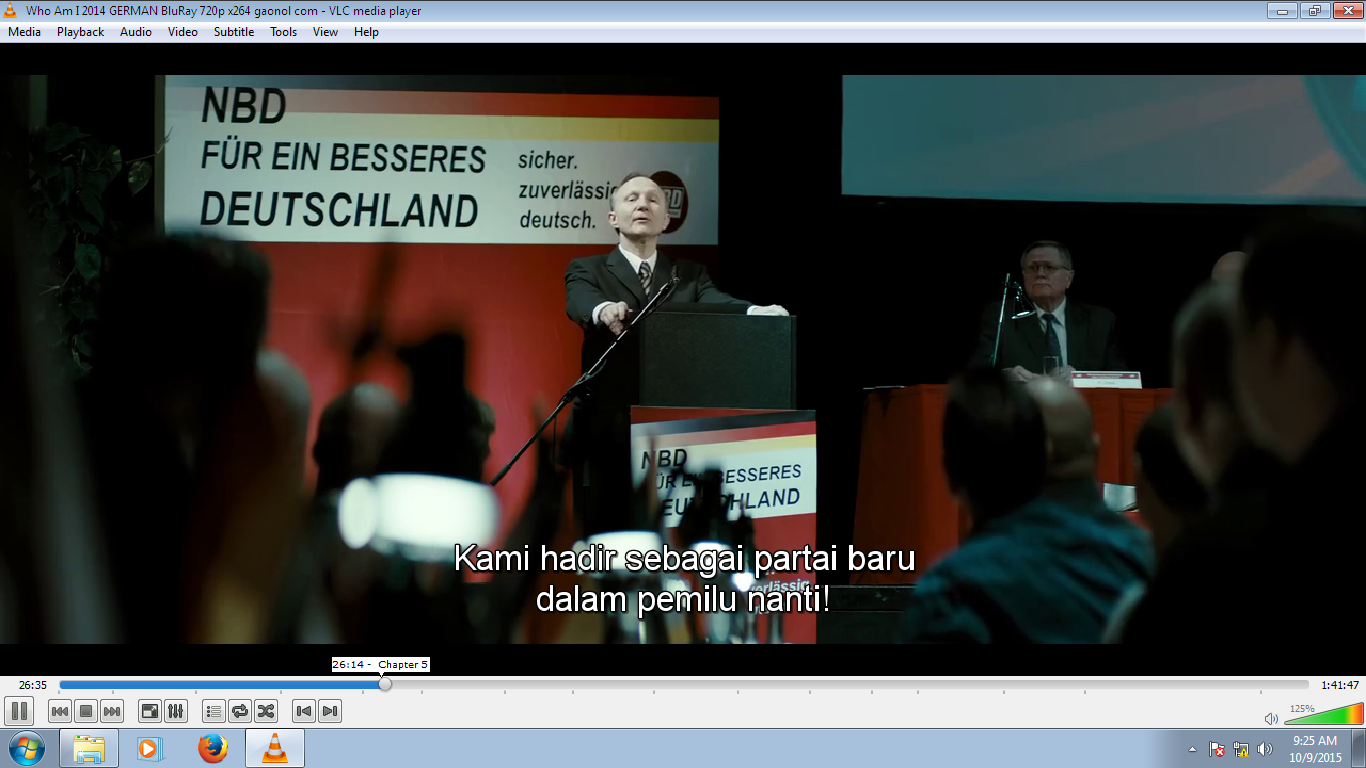 Who Am I 2014 GERMAN BluRay 720p x264 gaonol com - VLC media player
Media Playback Audio Video Subtitle Tools View Help
NBD
FÜR EIN BESSERES
DEUTSCHLAND
sicher.
deutsch.
NBD
BESSERES
Kami hadir sebagai partai baru
dalam pemilu nanti!
26:14 - Chapter 5
26:35
1:41:47
125%
9:25 AM
10/9/2015